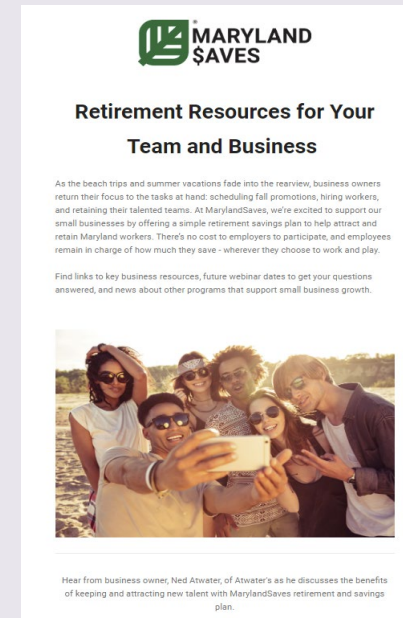 MARYLAND
$AVES
Retirement Resources for Your
Team and Business
As the beach trips and summer vacations fade into the rearview, business owners
return their focus to the tasks at hand: scheduling fall promotions, hiring workers,
and retaining their talented teams. At MarylandSaves, we're excited to support our
small businesses by offering a simple retirement savings plan to help attract and
retain Maryland workers. There's no cost to employers to participate, and employees
remain in charge of how much they save - wherever they choose to work and play.
Find links to key business resources, future webinar dates to get your questions
answered, and news about other programs that support small business growth.
Hear from business owner, Ned Atwater, of Atwater's as he discusses the benefits
of keeping and attracting new talent with MarylandSaves retirement and savings
plan.